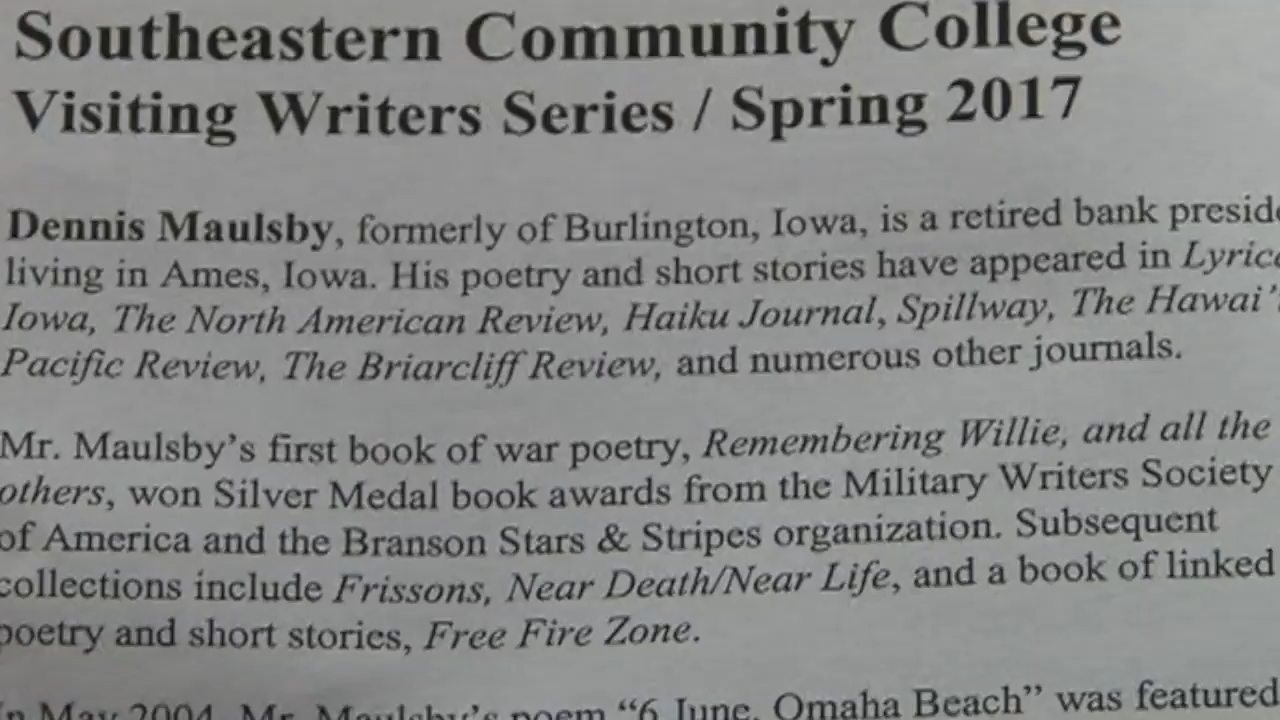 Southeastern Community College
Visiting Writers Series / Spring 2017
Dennis Maulsby, formerly of Burlington, Iowa, is a retired bank preside
living in Ames, Iowa. His poetry and short stories have appeared in Lyrica
Iowa, The North American Review, Haiku Journal, Spillway, The Hawai'i
Pacific Review, The Briarcliff Review, and numerous other journals.
Mr. Maulsby's first book of war poetry, Remembering Willie, and all the
others, won Silver Medal book awards from the Military Writers Society
of America and the Branson Stars & Stripes organization. Subsequent
collections include Frissons, Near Death/Near Life, and a book of linked
poetry and short stories, Free Fire Zone.
In May 2004, Mr. Maulsby's poem “6 June, Omaha Beach” was featured